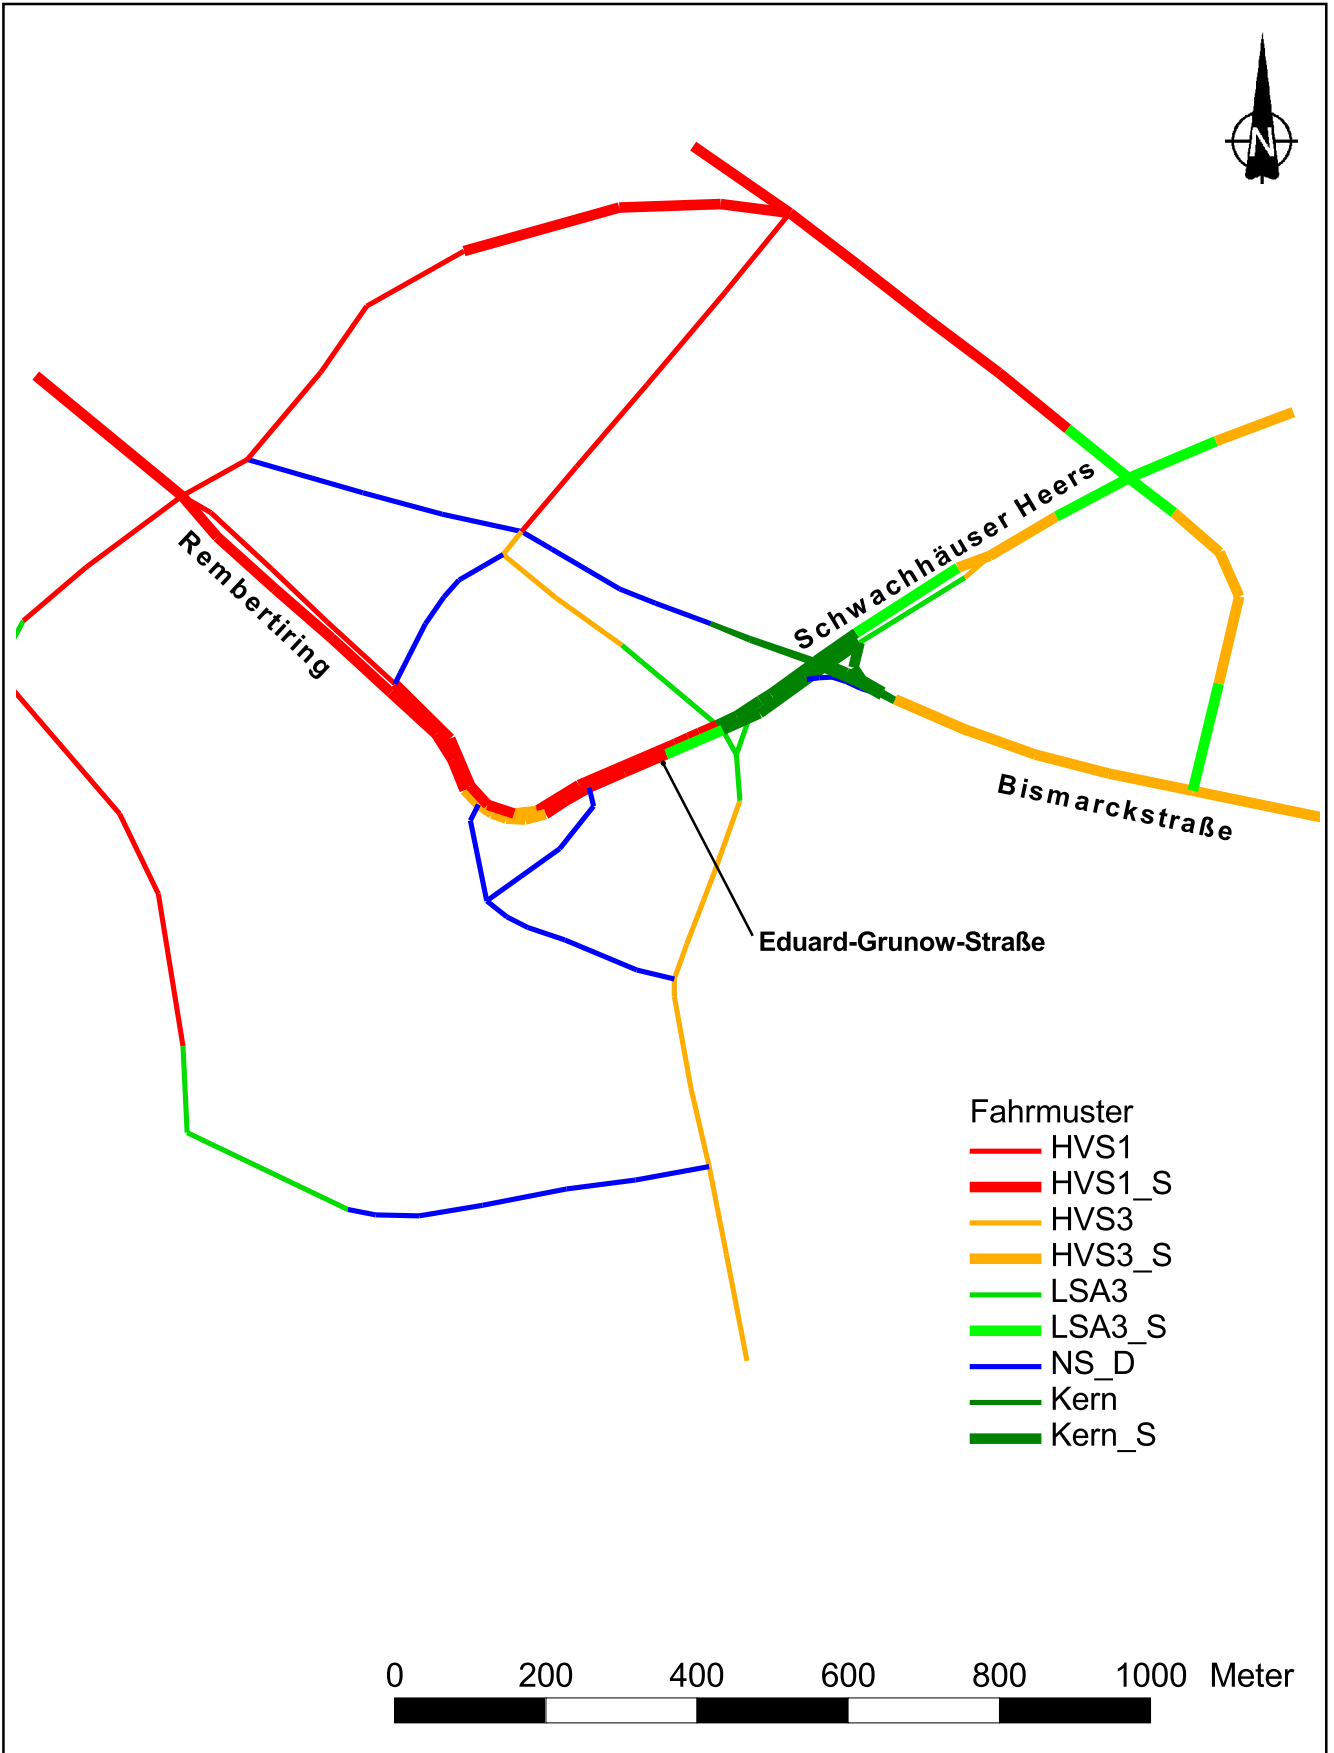 N
Schwachhäuser Heers
Rembertiring
Bismarckstraße
Eduard-Grunow-Straße
Fahrmuster
HVS1
HVS1_S
HVS3
HVS3_S
LSA3
LSA3_S
NS_D
Kern
Kern_S
0 200 400 600 800 1000 Meter